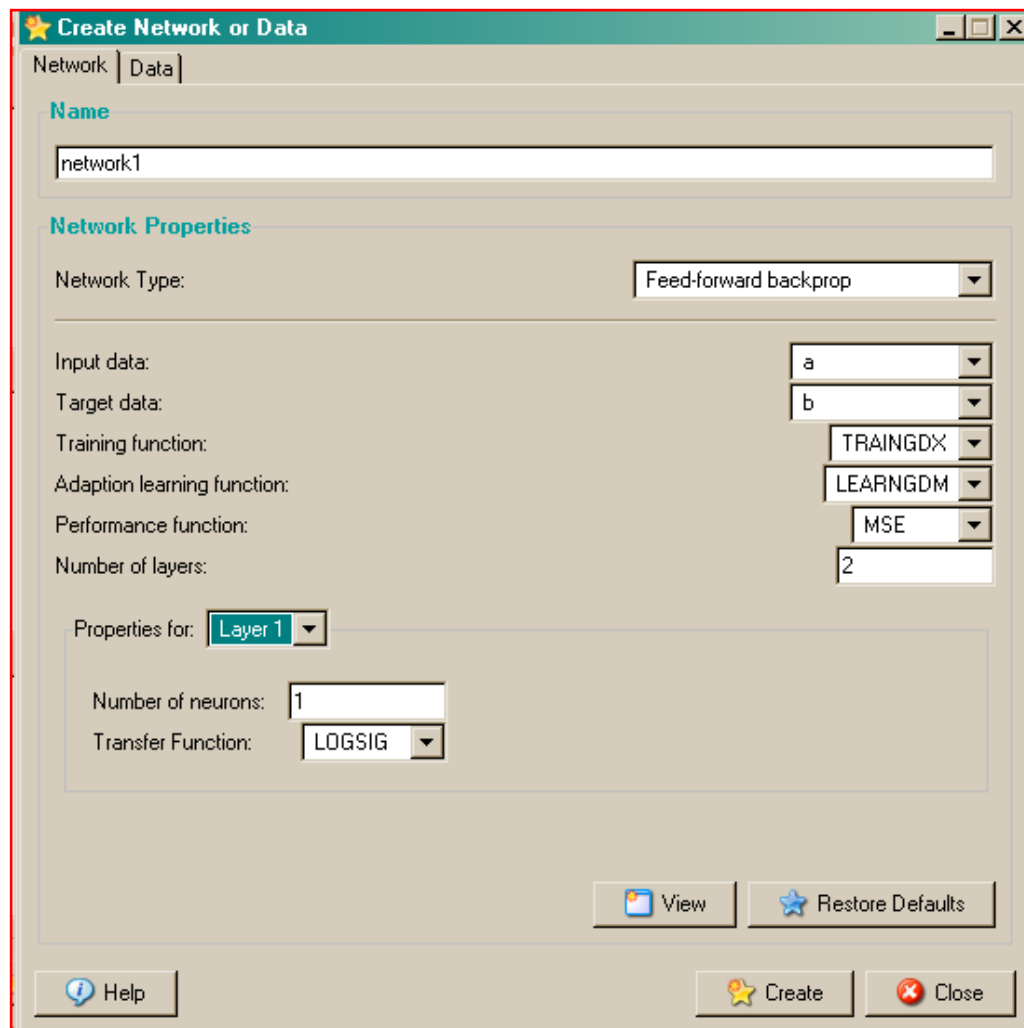 Create Network or Data
Network Data
Name
network1
Network Properties
Network Type: Feed-forward backprop
Input data: a
Target data: b
Training function: TRAINGDX
Adaption learning function: LEARNGDM
Performance function: MSE
Number of layers: 2
Properties for: Layer 1
Number of neurons: 1
Transfer Function: LOGSIG
View Restore Defaults
Help Create Close